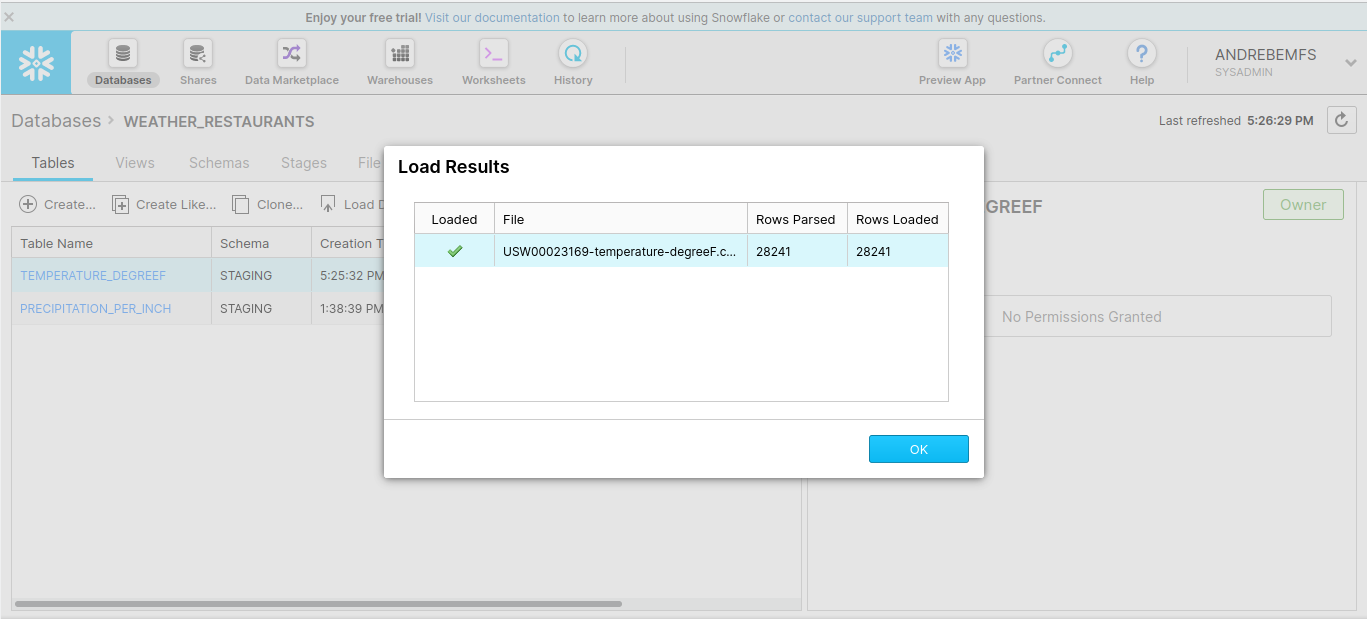 Enjoy your free trial! Visit our documentation to learn more about using Snowflake or contact our support team with any questions.
Databases Shares Data Marketplace Warehouses Worksheets History Preview App Partner Connect Help
ANDREBEMFS
SYSADMIN
Databases > WEATHER_RESTAURANTS
Last refreshed 5:26:29 PM
Tables Views Schemas Stages File
Create... Create Like... Clone... Load D
GREEF
Owner
Table Name Schema Creation T
TEMPERATURE_DEGREEF STAGING 5:25:32 PM
PRECIPITATION_PER_INCH STAGING 1:38:39 PM
No Permissions Granted
Load Results
Loaded File Rows Parsed Rows Loaded
USW00023169-temperature-degreeF.c... 28241 28241
OK